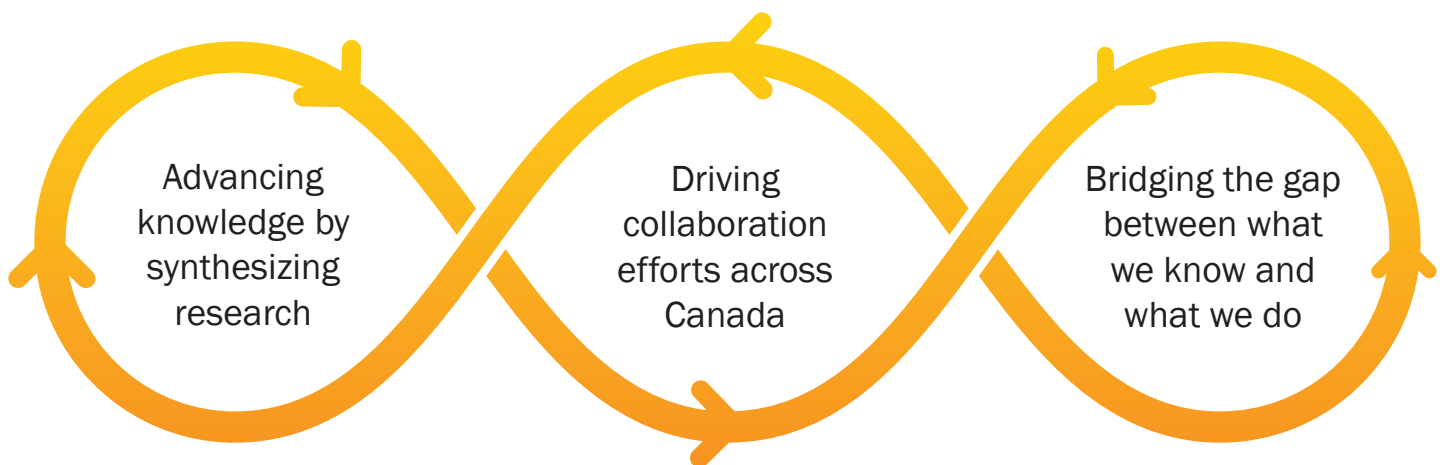 Advancing
knowledge by
synthesizing
research
Driving
collaboration
efforts across
Canada
Bridging the gap
between what
we know and
what we do